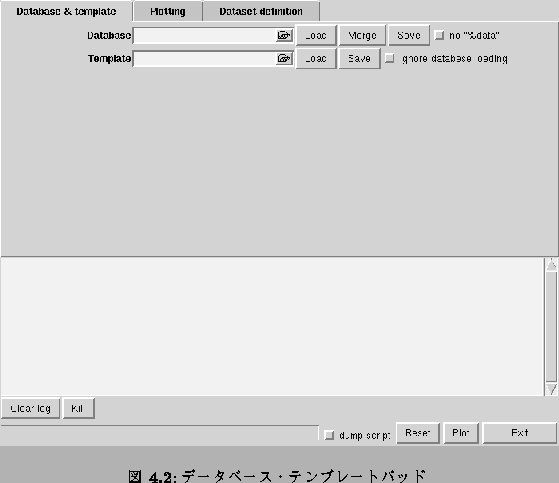 Database & template Plotting Dataset definition
Database Load Merge Save no "%data"
Template Load Save Ignore database loading
Clear log Kill
dump script Reset Plot Exit
図 4.2: データベース・テンプレートパッド